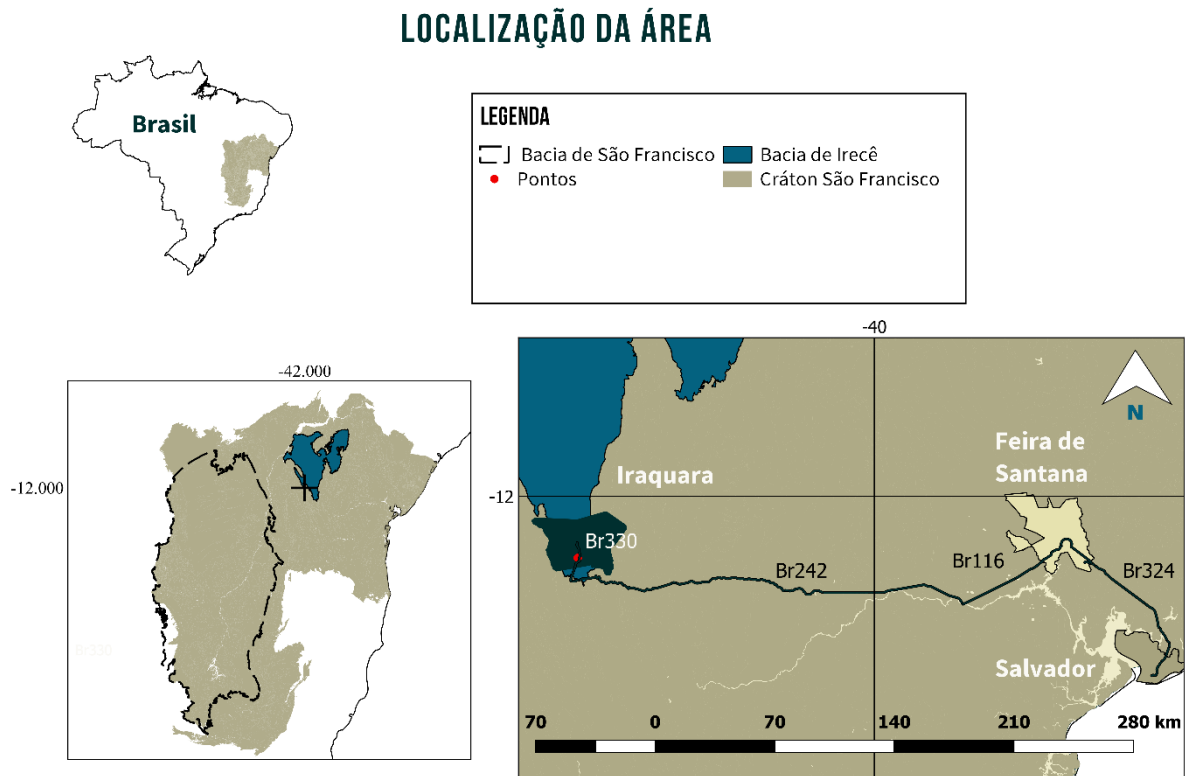 LOCALIZAÇÃO DA ÁREA
Brasil
LEGENDA
Bacia de São Francisco
Bacia de Irecê
Pontos
Cráton São Francisco
-42.000
-12.000
Br330
-40
-12
N
Feira de
Santana
Iraquara
Br330
Br242
Br116
Br324
Salvador
70 0 70 140 210 280 km